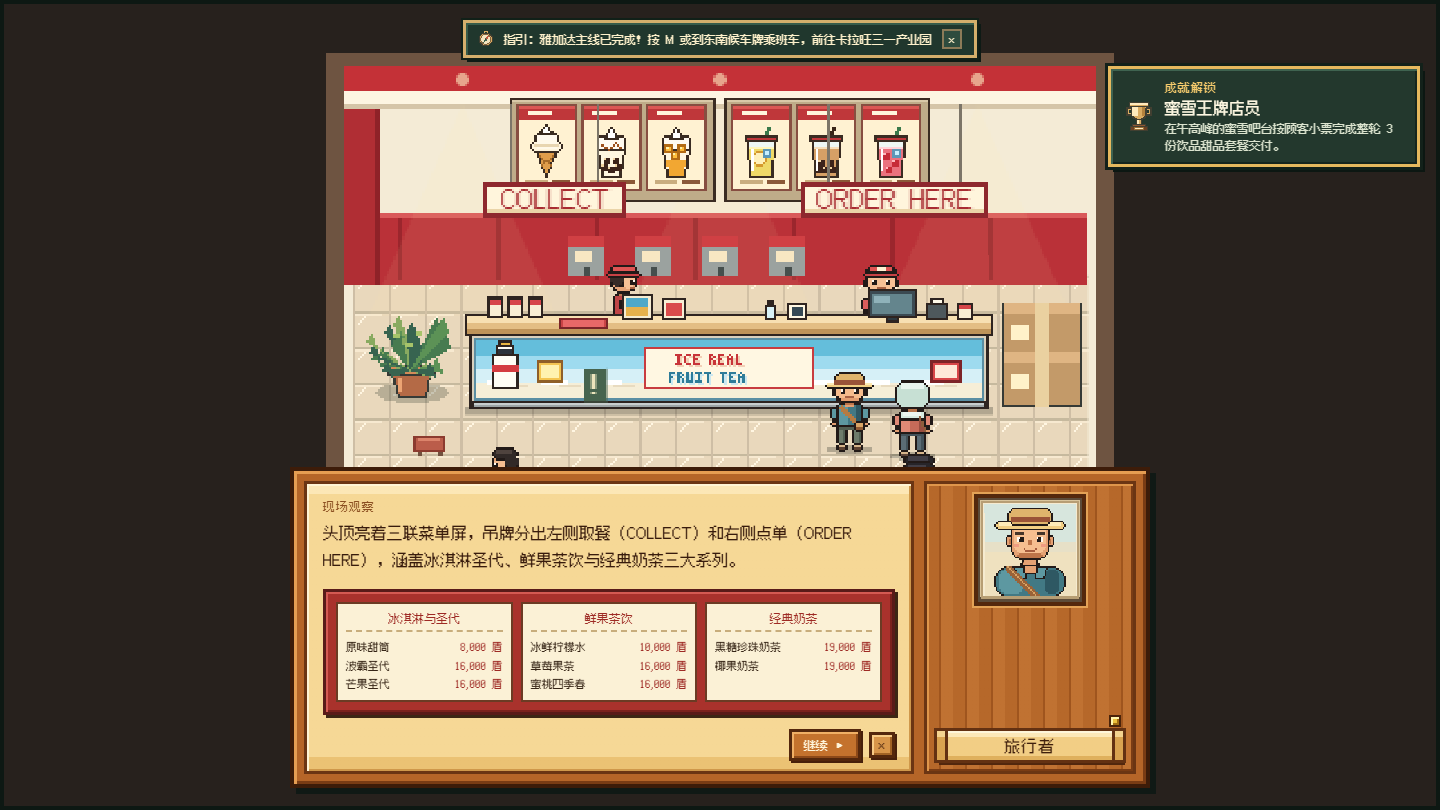 指引：雅加达主线已完成！按 M 或到东南候车牌乘班车，前往卡拉旺三一产业园
×
成就解锁
蜜雪王牌店员
在午高峰的蜜雪吧台按顾客小票完成整轮 3
份饮品甜品套餐交付。
COLLECT
ORDER HERE
ICE REAL
FRUIT TEA
现场观察
头顶亮着三联菜单屏，吊牌分出左侧取餐（COLLECT）和右侧点单（ORDER
HERE），涵盖冰淇淋圣代、鲜果茶饮与经典奶茶三大系列。
冰淇淋与圣代
原味甜筒 8,000 盾
波霸圣代 16,000 盾
芒果圣代 16,000 盾
鲜果茶饮
冰鲜柠檬水 10,000 盾
草莓果茶 16,000 盾
蜜桃四季春 16,000 盾
经典奶茶
黑糖珍珠奶茶 19,000 盾
椰果奶茶 19,000 盾
继续 ▶
×
旅行者